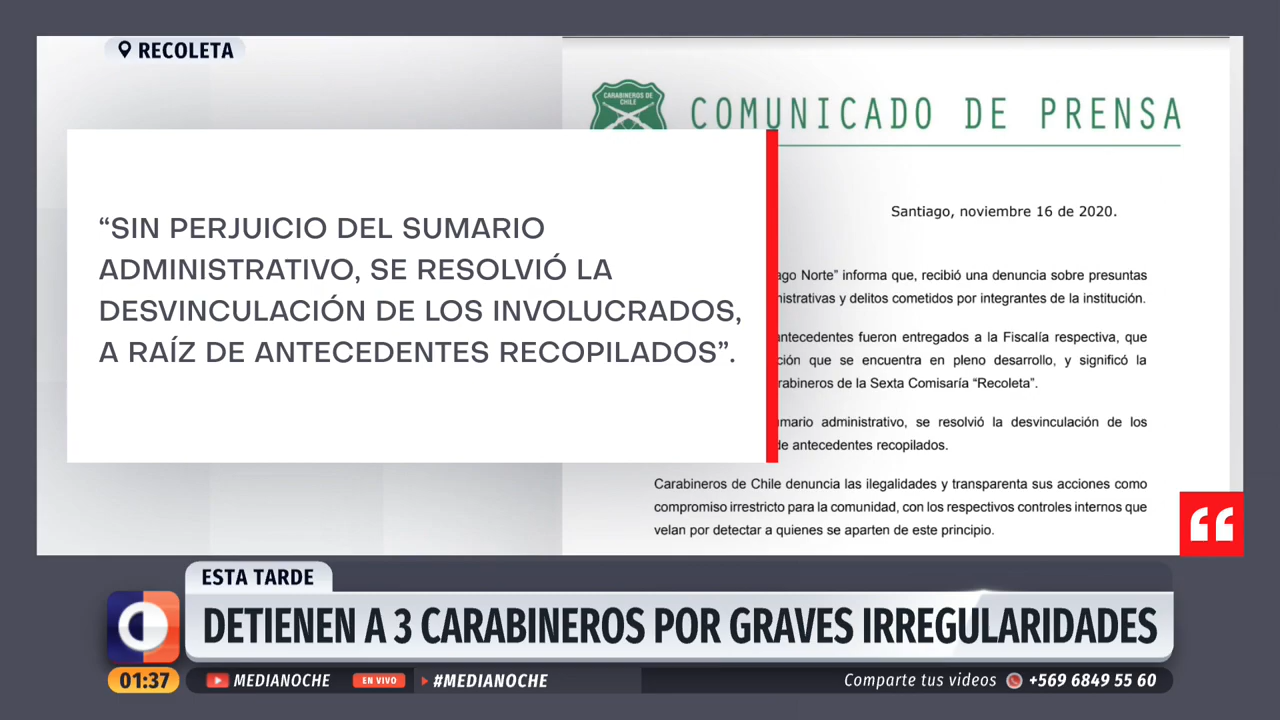 RECOLETA
CARABINEROS DE
CHILE
COMUNICADO DE PRENSA
Santiago, noviembre 16 de 2020.
“SIN PERJUICIO DEL SUMARIO
ADMINISTRATIVO, SE RESOLVIÓ LA
DESVINCULACIÓN DE LOS INVOLUCRADOS,
A RAÍZ DE ANTECEDENTES RECOPILADOS”.
Norte” informa que, recibió una denuncia sobre presuntas
y delitos cometidos por integrantes de la institución.
antecedentes fueron entregados a la Fiscalía respectiva, que
que se encuentra en pleno desarrollo, y significó la
de la Sexta Comisaría “Recoleta”.
administrativo, se resolvió la desvinculación de los
de antecedentes recopilados.
Carabineros de Chile denuncia las ilegalidades y transparenta sus acciones como
compromiso irrestricto para la comunidad, con los respectivos controles internos que
velan por detectar a quienes se aparten de este principio.
ESTA TARDE
DETIENEN A 3 CARABINEROS POR GRAVES IRREGULARIDADES
01:37 MEDIANOCHE EN VIVO #MEDIANOCHE Comparte tus videos +569 6849 55 60